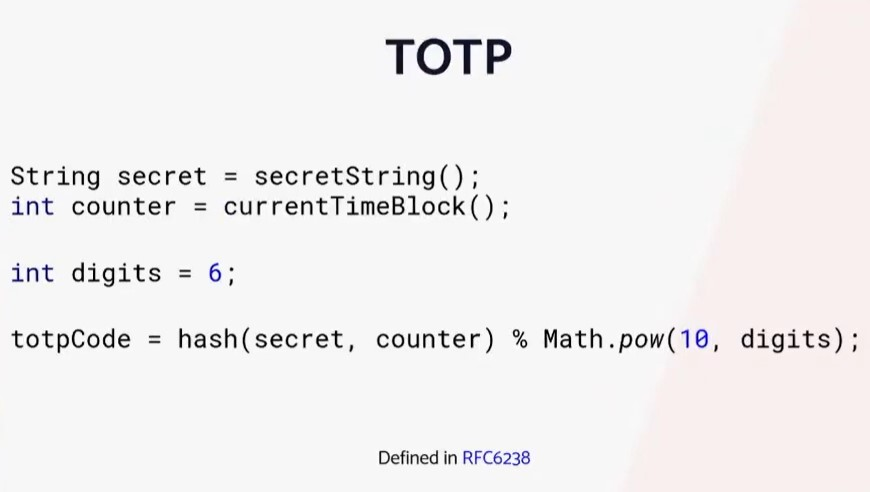 TOTP
String secret = secretString();
int counter = currentTimeBlock();
int digits = 6;
totpCode = hash(secret, counter) % Math.pow(10, digits);
Defined in RFC6238